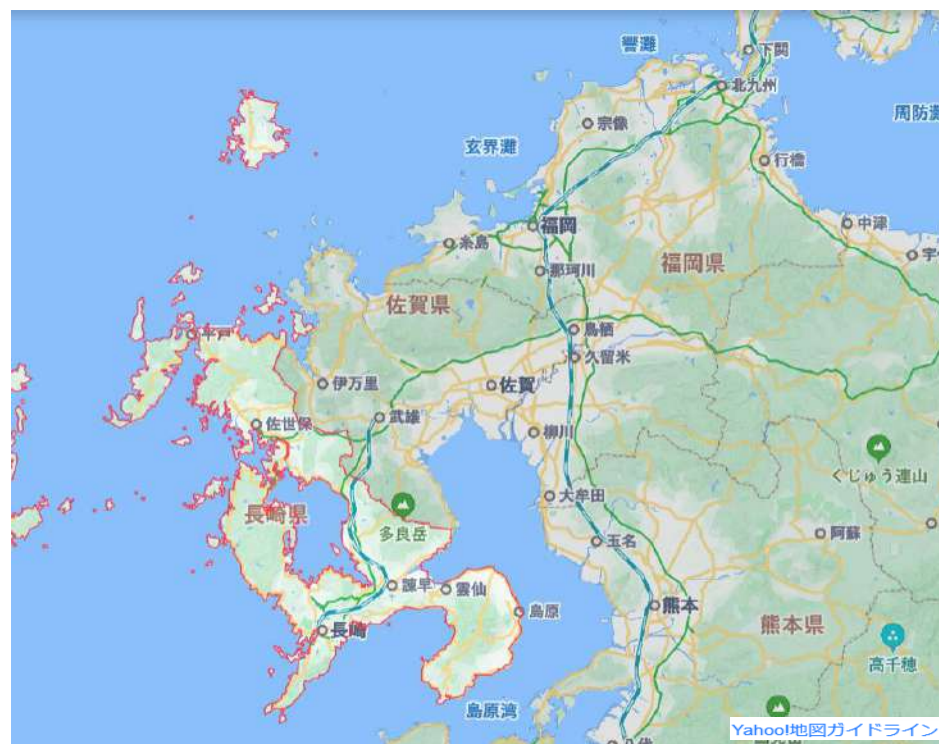 響灘
下関
北九州
周防灘
宗像
玄界灘
行橋
中津
福岡
糸島
福岡県
那珂川
佐賀県
鳥栖
平戸
久留米
伊万里
佐賀
武雄
佐世保
柳川
くじゅう連山
大牟田
長崎県
多良岳
阿蘇
玉名
諫早
雲仙
島原
熊本
長崎
熊本県
高千穂
島原湾
Yahoo!地図ガイドライン